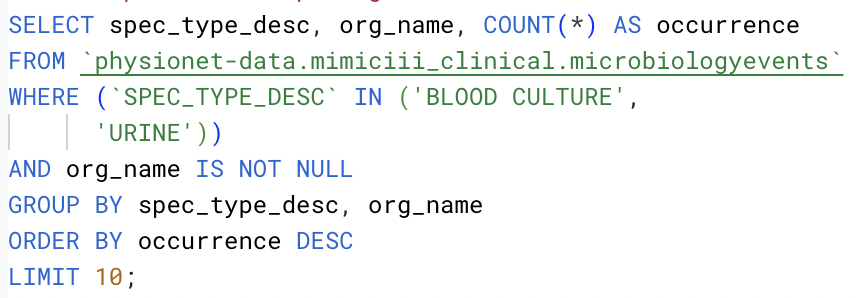 SELECT spec_type_desc, org_name, COUNT(*) AS occurrence
FROM `physionet-data.mimiciii_clinical.microbiologyevents`
WHERE (`SPEC_TYPE_DESC` IN ('BLOOD CULTURE',
'URINE'))
AND org_name IS NOT NULL
GROUP BY spec_type_desc, org_name
ORDER BY occurrence DESC
LIMIT 10;